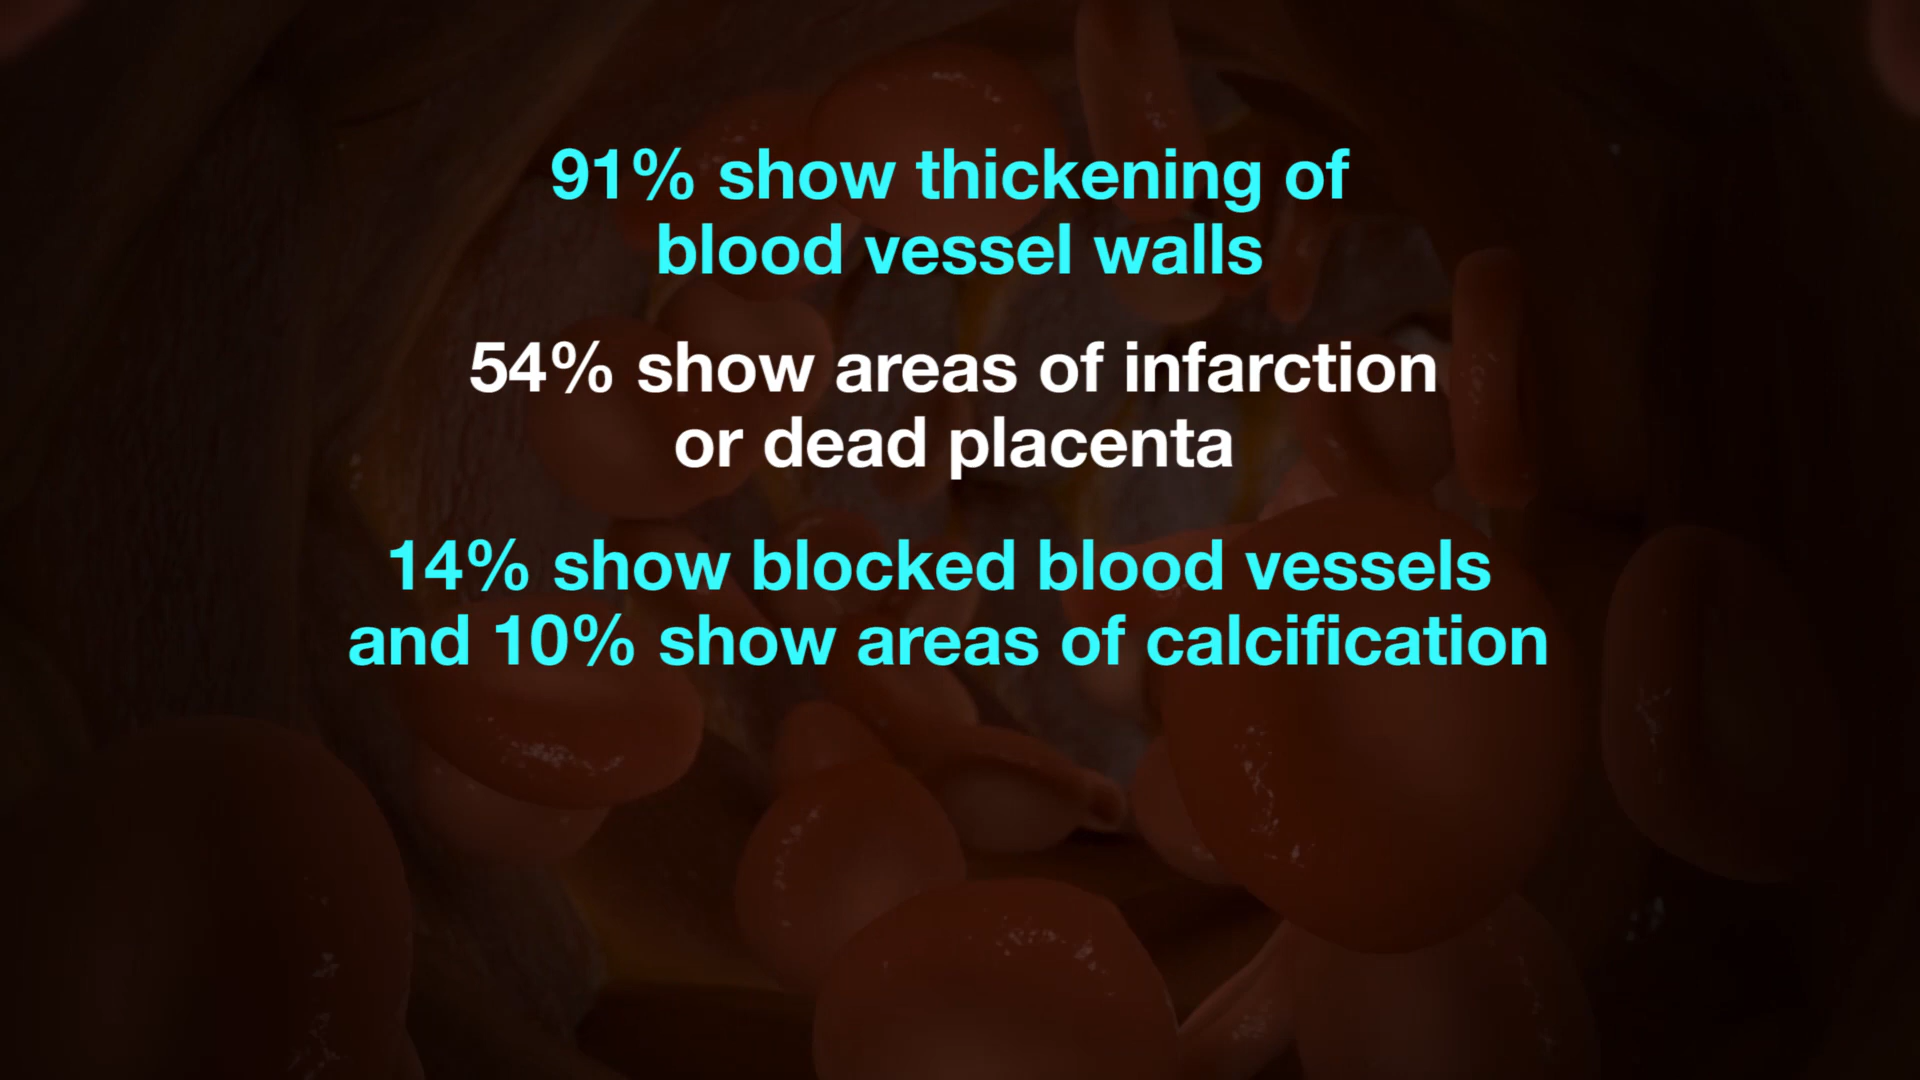 91% show thickening of
blood vessel walls
54% show areas of infarction
or dead placenta
14% show blocked blood vessels
and 10% show areas of calcification